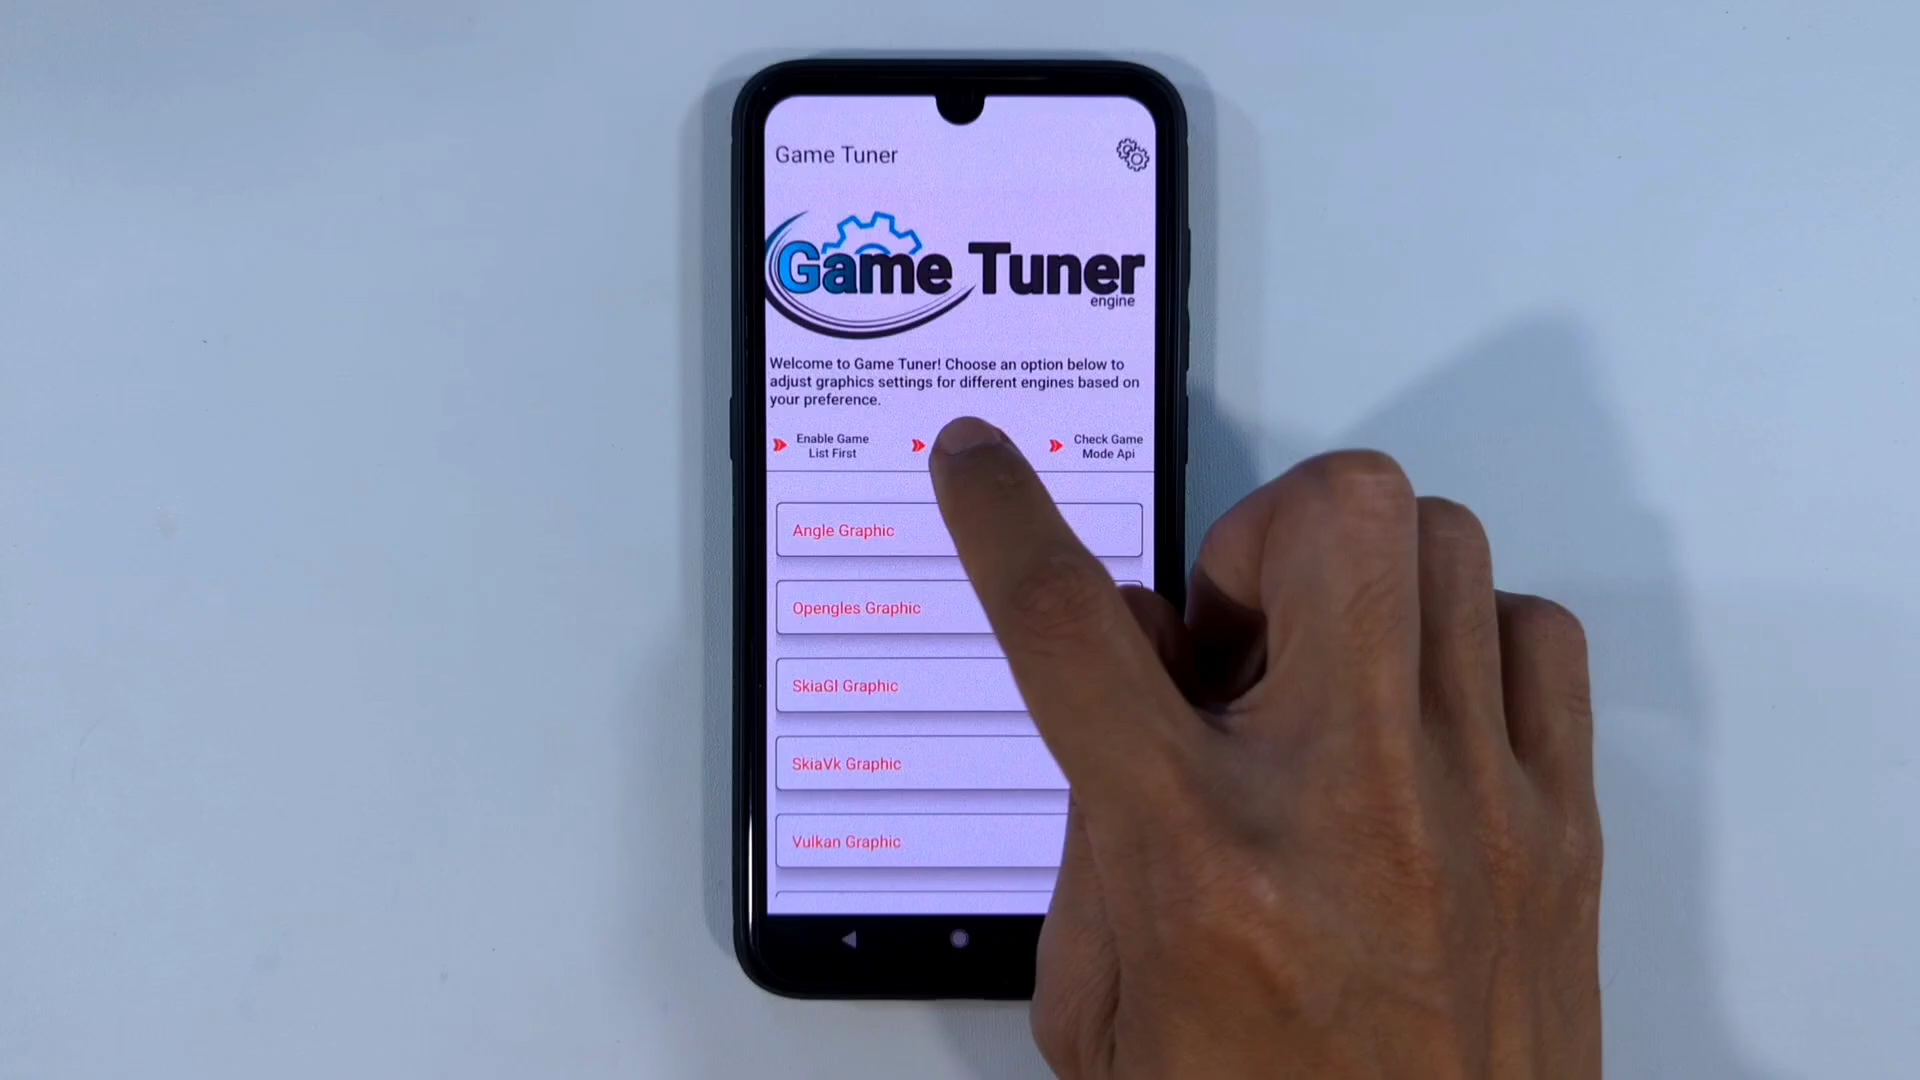 Game Tuner
Game Tuner
engine
Welcome to Game Tuner! Choose an option below to
adjust graphics settings for different engines based on
your preference.
Enable Game
List First
Check Game
Mode Api
Angle Graphic
Opengles Graphic
SkiaGl Graphic
SkiaVk Graphic
Vulkan Graphic